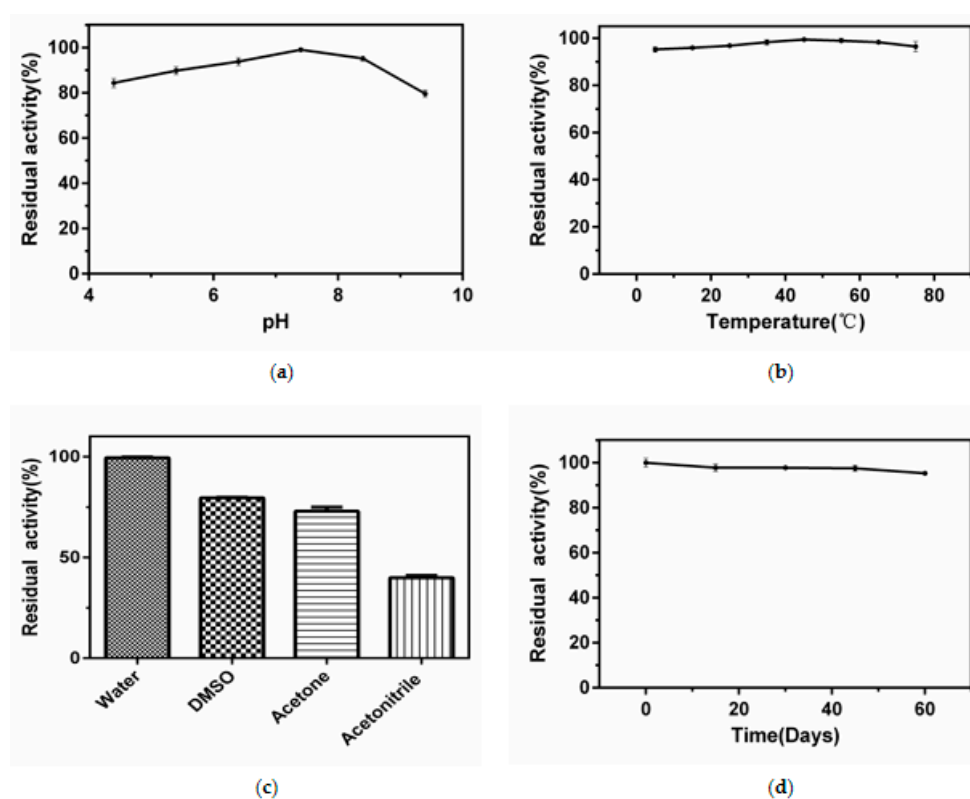 Residual activity(%)
100
80
60
40
20
0
4
6
8
10
pH
(a)
Residual activity(%)
100
80
60
40
20
0
0
20
40
60
80
Temperature(℃)
(b)
Residual activity(%)
100
50
0
Water
DMSO
Acetone
Acetonitrile
(c)
Residual activity(%)
100
80
60
40
20
0
0
20
40
60
Time(Days)
(d)